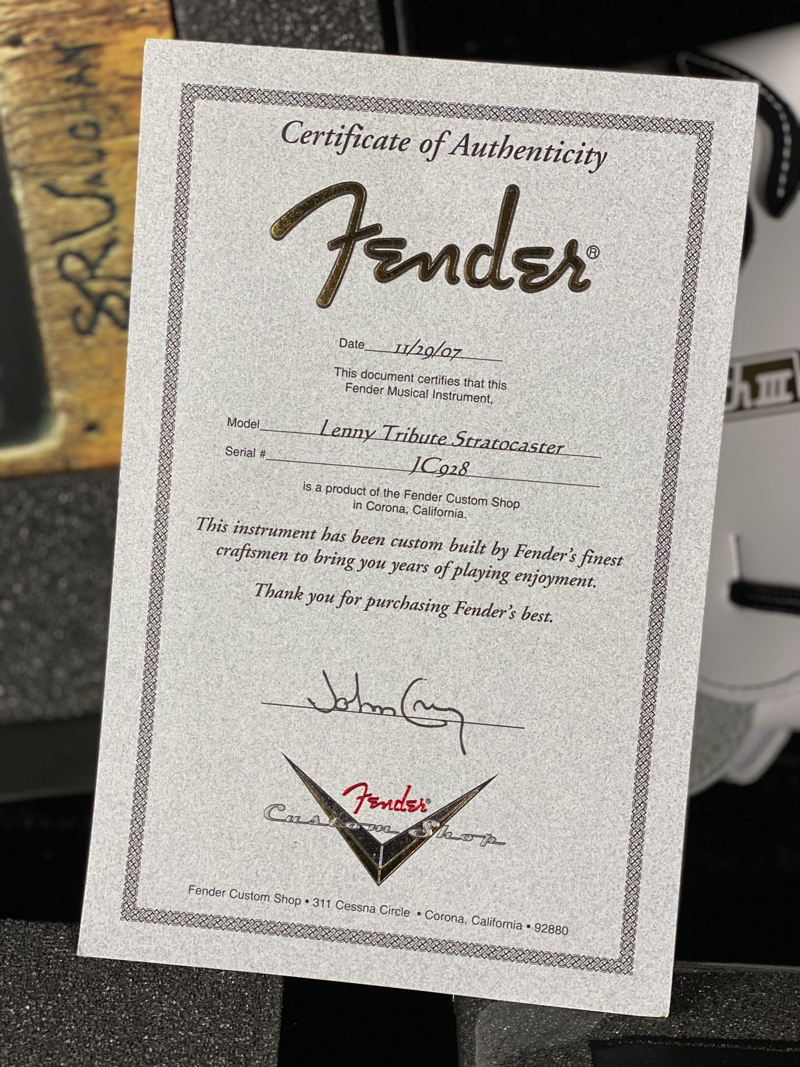 SRVaughan
Certificate of Authenticity
Fender®
Date 11/29/07
This document certifies that this
Fender Musical Instrument,
Model Lenny Tribute Stratocaster
Serial # JC928
is a product of the Fender Custom Shop
in Corona, California.
This instrument has been custom built by Fender's finest
craftsmen to bring you years of playing enjoyment.
Thank you for purchasing Fender's best.
John Cruz
Fender®
Custom Shop
Fender Custom Shop • 311 Cessna Circle • Corona, California • 92880
III